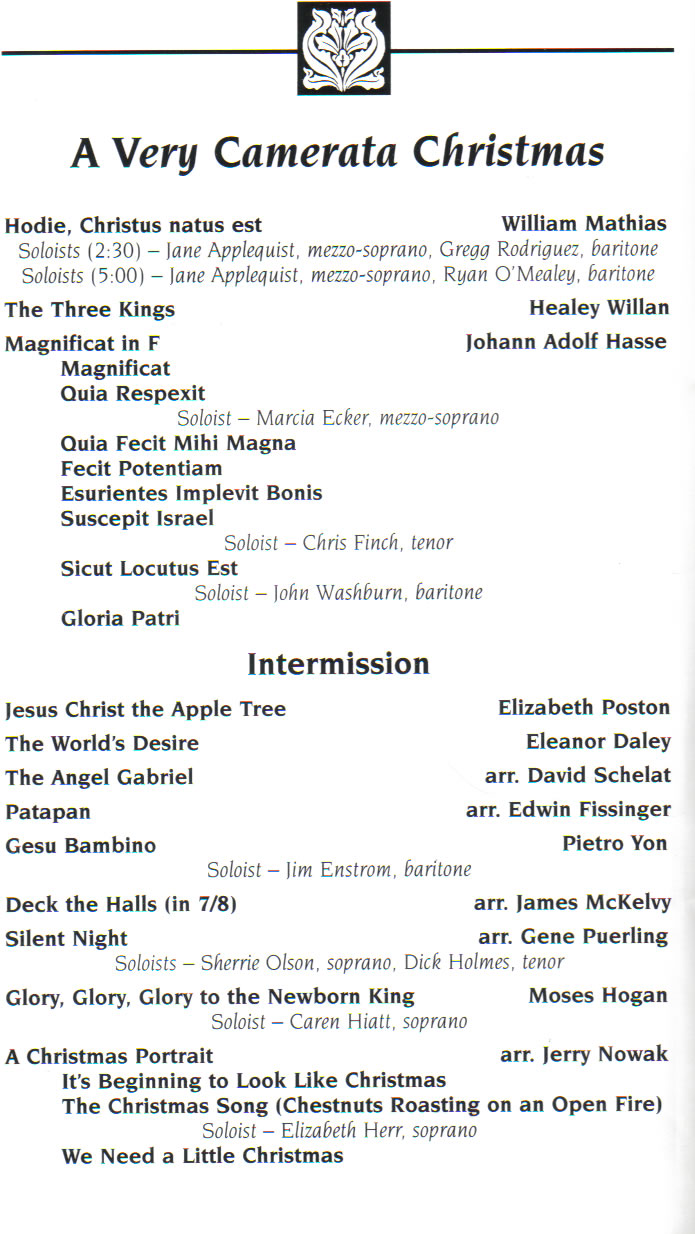 A Very Camerata Christmas
Hodie, Christus natus est William Mathias
Soloists (2:30) – Jane Applequist, mezzo-soprano, Gregg Rodriguez, baritone
Soloists (5:00) – Jane Applequist, mezzo-soprano, Ryan O'Mealey, baritone
The Three Kings Healey Willan
Magnificat in F Johann Adolf Hasse
Magnificat
Quia Respexit
Soloist – Marcia Ecker, mezzo-soprano
Quia Fecit Mihi Magna
Fecit Potentiam
Esurientes Implevit Bonis
Suscepit Israel
Soloist – Chris Finch, tenor
Sicut Locutus Est
Soloist – John Washburn, baritone
Gloria Patri
Intermission
Jesus Christ the Apple Tree Elizabeth Poston
The World's Desire Eleanor Daley
The Angel Gabriel arr. David Schelat
Patapan arr. Edwin Fissinger
Gesu Bambino Pietro Yon
Soloist – Jim Enstrom, baritone
Deck the Halls (in 7/8) arr. James McKelvy
Silent Night arr. Gene Puerling
Soloists – Sherrie Olson, soprano, Dick Holmes, tenor
Glory, Glory, Glory to the Newborn King Moses Hogan
Soloist – Caren Hiatt, soprano
A Christmas Portrait arr. Jerry Nowak
It's Beginning to Look Like Christmas
The Christmas Song (Chestnuts Roasting on an Open Fire)
Soloist – Elizabeth Herr, soprano
We Need a Little Christmas